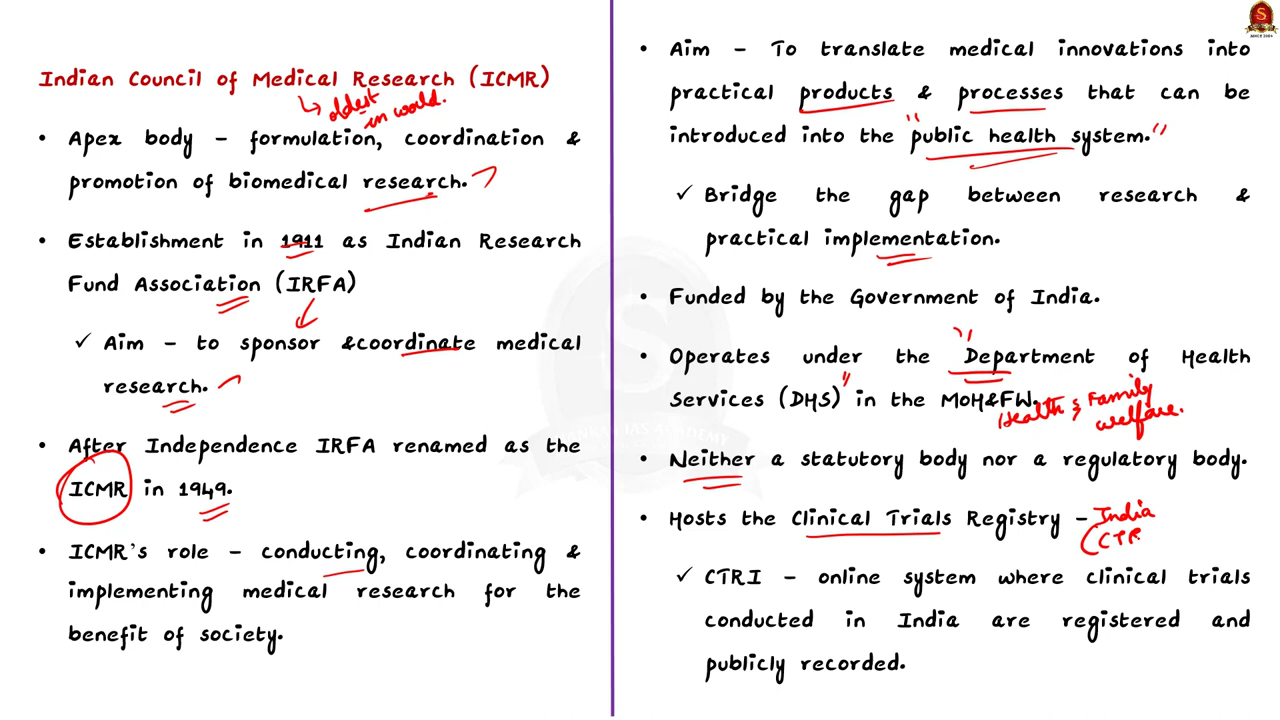 Indian Council of Medical Research (ICMR)
oldest
in world.
• Apex body - formulation, coordination &
promotion of biomedical research.
• Establishment in 1911 as Indian Research
Fund Association (IRFA)
✓ Aim - to sponsor &coordinate medical
research.
• After Independence IRFA renamed as the
ICMR in 1949.
• ICMR's role - conducting, coordinating &
implementing medical research for the
benefit of society.
• Aim - To translate medical innovations into
practical products & processes that can be
introduced into the "public health system."
✓ Bridge the gap between research &
practical implementation.
• Funded by the Government of India.
• Operates under the "Department of Health
Services (DHS)" in the MoH&FW.
Health & Family
welfare.
• Neither a statutory body nor a regulatory body.
• Hosts the Clinical Trials Registry - India
(CTR
✓ CTRI - online system where clinical trials
conducted in India are registered and
publicly recorded.
S
SINCE 2004